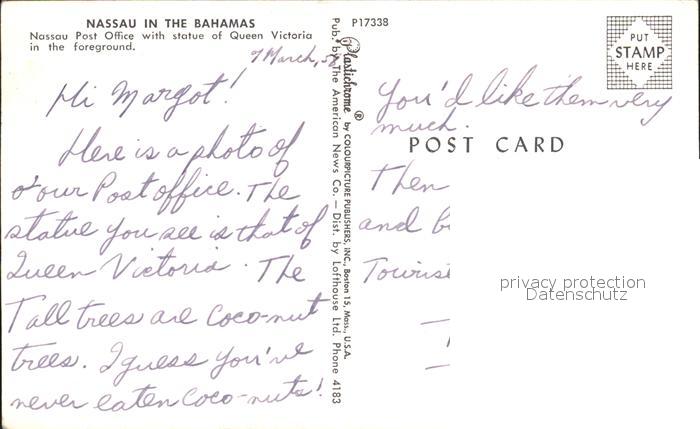 NASSAU IN THE BAHAMAS
Nassau Post Office with statue of Queen Victoria
in the foreground.
7 March,
Hi Margot!
Here is a photo of
o'our Post office. The
statue you see is that of
Queen Victoria. The
Tall trees are coco-nut
trees. I guess you've
never eaten coco-nuts!
Plastichrome ® by COLOURPICTURE PUBLISHERS, INC., Boston 15, Mass., U.S.A.
Pub. by The American News Co. — Dist. by Lofthouse Ltd. Phone 4183
P17338
PUT
STAMP
HERE
You'd like them very
much.
POST CARD
Then
and
privacy protection
Datenschutz